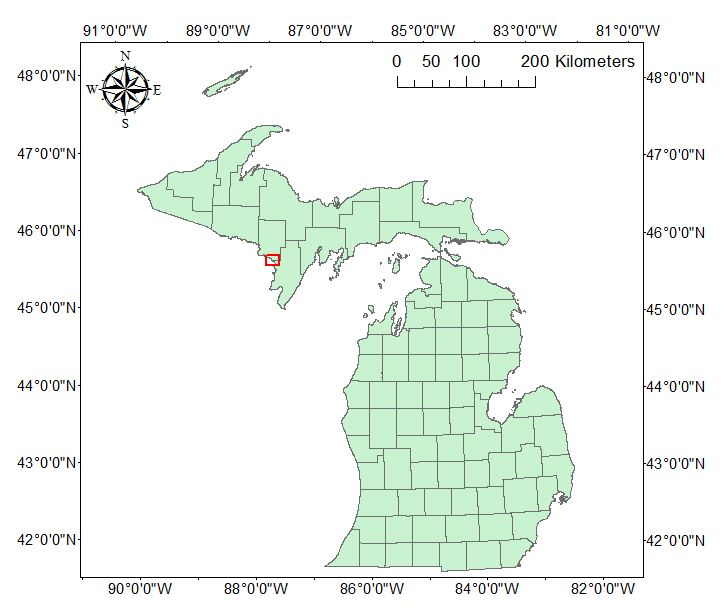 91°0'0"W 89°0'0"W 87°0'0"W 85°0'0"W 83°0'0"W 81°0'0"W
N
W E
S
0 50 100 200 Kilometers
48°0'0"N 48°0'0"N
47°0'0"N 47°0'0"N
46°0'0"N 46°0'0"N
45°0'0"N 45°0'0"N
44°0'0"N 44°0'0"N
43°0'0"N 43°0'0"N
42°0'0"N 42°0'0"N
90°0'0"W 88°0'0"W 86°0'0"W 84°0'0"W 82°0'0"W